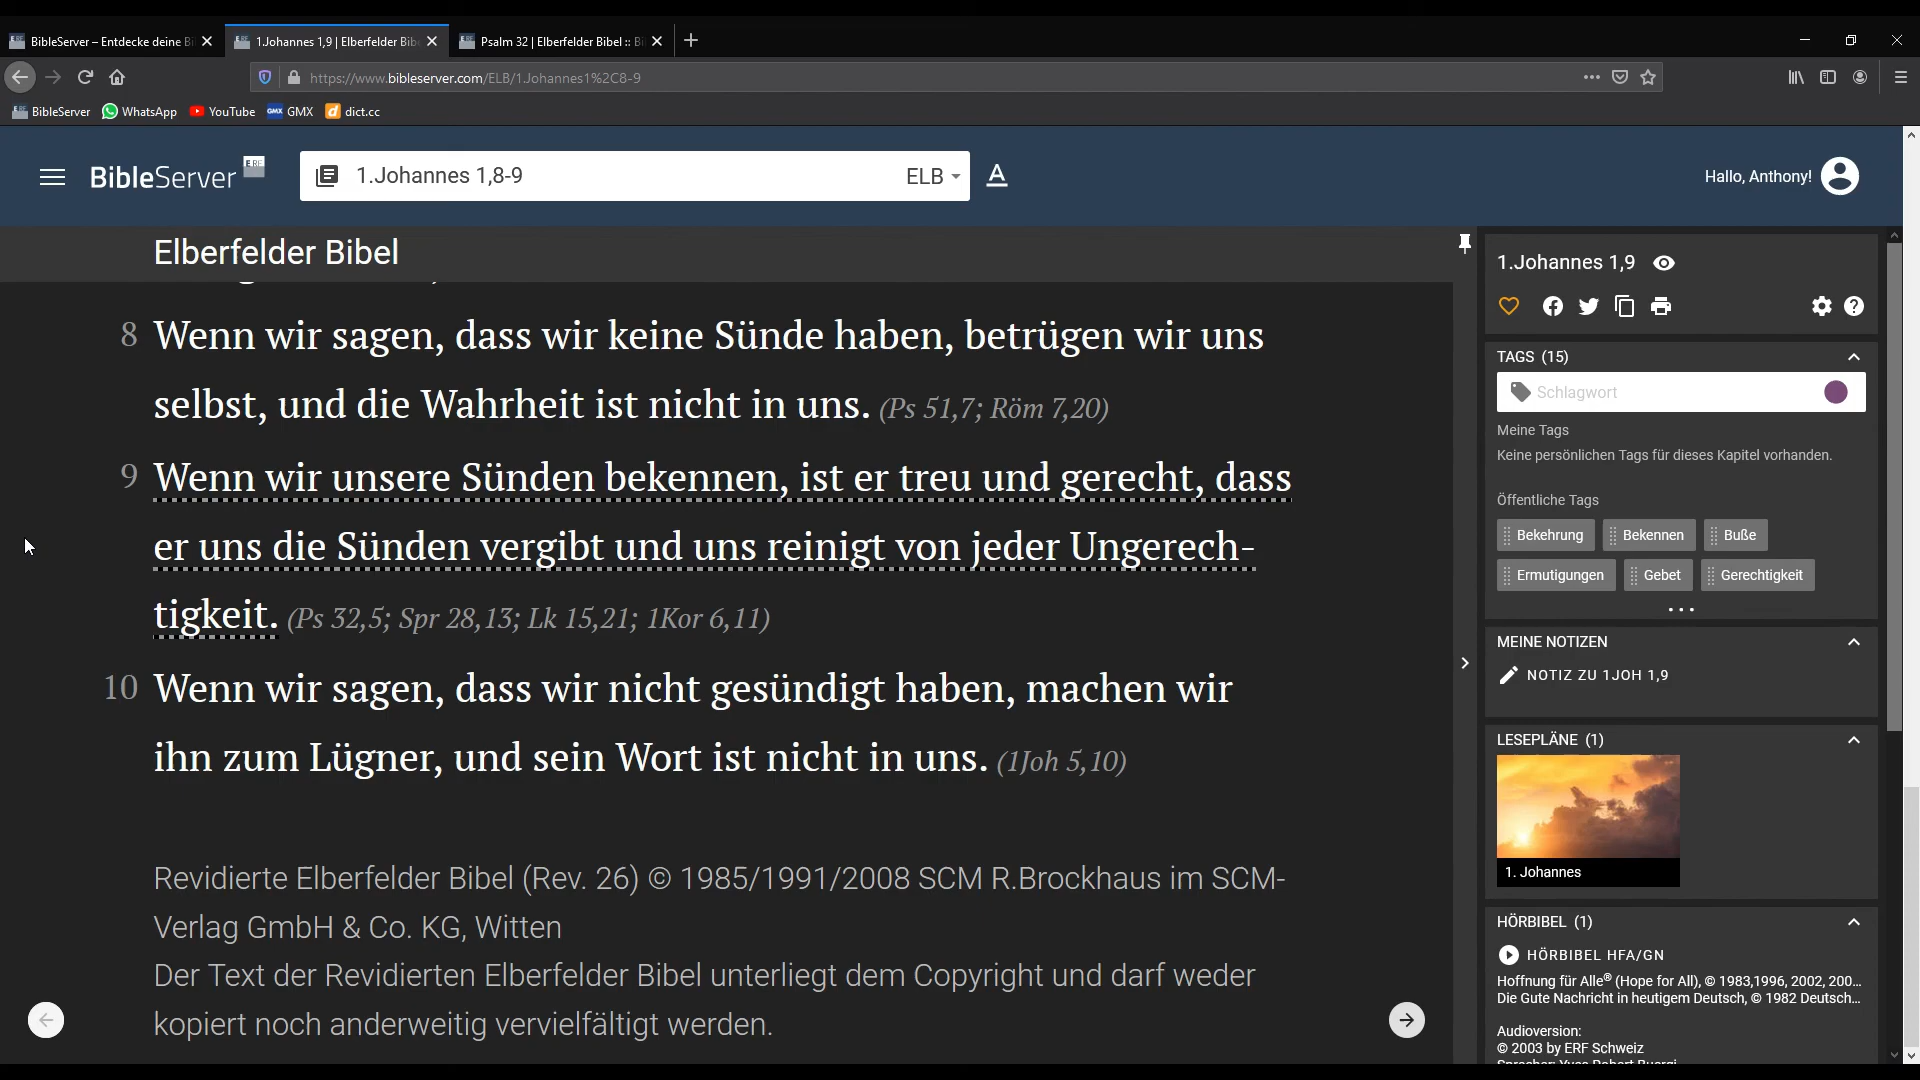 BibleServer – Entdecke deine Bi
1.Johannes 1,9 | Elberfelder Bib
Psalm 32 | Elberfelder Bibel :: B
https://www.bibleserver.com/ELB/1.Johannes1%2C8-9
BibleServer WhatsApp YouTube GMX dict.cc
BibleServer ERF
1.Johannes 1,8-9 ELB
A
Hallo, Anthony!
Elberfelder Bibel
8 Wenn wir sagen, dass wir keine Sünde haben, betrügen wir uns
selbst, und die Wahrheit ist nicht in uns. (Ps 51,7; Röm 7,20)
9 Wenn wir unsere Sünden bekennen, ist er treu und gerecht, dass
er uns die Sünden vergibt und uns reinigt von jeder Ungerech-
tigkeit. (Ps 32,5; Spr 28,13; Lk 15,21; 1Kor 6,11)
10 Wenn wir sagen, dass wir nicht gesündigt haben, machen wir
ihn zum Lügner, und sein Wort ist nicht in uns. (1Joh 5,10)
Revidierte Elberfelder Bibel (Rev. 26) © 1985/1991/2008 SCM R.Brockhaus im SCM-
Verlag GmbH & Co. KG, Witten
Der Text der Revidierten Elberfelder Bibel unterliegt dem Copyright und darf weder
kopiert noch anderweitig vervielfältigt werden.
1.Johannes 1,9
TAGS (15)
Schlagwort
Meine Tags
Keine persönlichen Tags für dieses Kapitel vorhanden.
Öffentliche Tags
Bekehrung Bekennen Buße
Ermutigungen Gebet Gerechtigkeit
MEINE NOTIZEN
NOTIZ ZU 1JOH 1,9
LESEPLÄNE (1)
1. Johannes
HÖRBIBEL (1)
HÖRBIBEL HFA/GN
Hoffnung für Alle® (Hope for All), © 1983,1996, 2002, 200...
Die Gute Nachricht in heutigem Deutsch, © 1982 Deutsch...
Audioversion:
© 2003 by ERF Schweiz